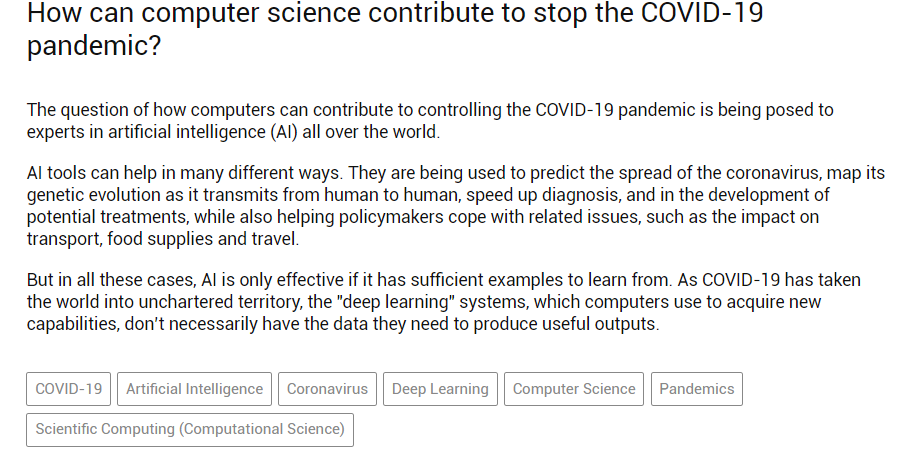 How can computer science contribute to stop the COVID-19
pandemic?
The question of how computers can contribute to controlling the COVID-19 pandemic is being posed to
experts in artificial intelligence (AI) all over the world.
AI tools can help in many different ways. They are being used to predict the spread of the coronavirus, map its
genetic evolution as it transmits from human to human, speed up diagnosis, and in the development of
potential treatments, while also helping policymakers cope with related issues, such as the impact on
transport, food supplies and travel.
But in all these cases, AI is only effective if it has sufficient examples to learn from. As COVID-19 has taken
the world into unchartered territory, the "deep learning" systems, which computers use to acquire new
capabilities, don't necessarily have the data they need to produce useful outputs.
COVID-19 Artificial Intelligence Coronavirus Deep Learning Computer Science Pandemics
Scientific Computing (Computational Science)